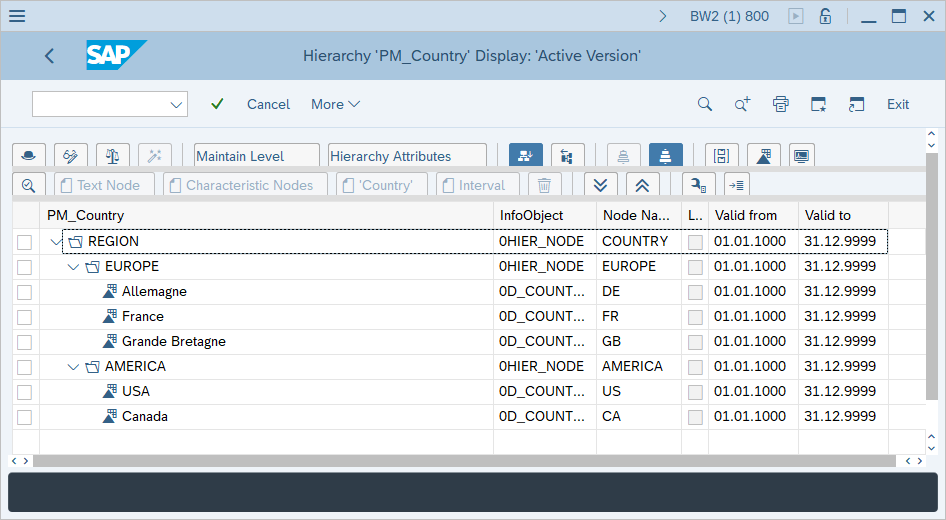 BW2 (1) 800
SAP
Hierarchy 'PM_Country' Display: 'Active Version'
Cancel More Exit
Maintain Level Hierarchy Attributes
Text Node Characteristic Nodes 'Country' Interval
PM_Country InfoObject Node Na... L.. Valid from Valid to
REGION 0HIER_NODE COUNTRY 01.01.1000 31.12.9999
EUROPE 0HIER_NODE EUROPE 01.01.1000 31.12.9999
Allemagne 0D_COUNT... DE 01.01.1000 31.12.9999
France 0D_COUNT... FR 01.01.1000 31.12.9999
Grande Bretagne 0D_COUNT... GB 01.01.1000 31.12.9999
AMERICA 0HIER_NODE AMERICA 01.01.1000 31.12.9999
USA 0D_COUNT... US 01.01.1000 31.12.9999
Canada 0D_COUNT... CA 01.01.1000 31.12.9999